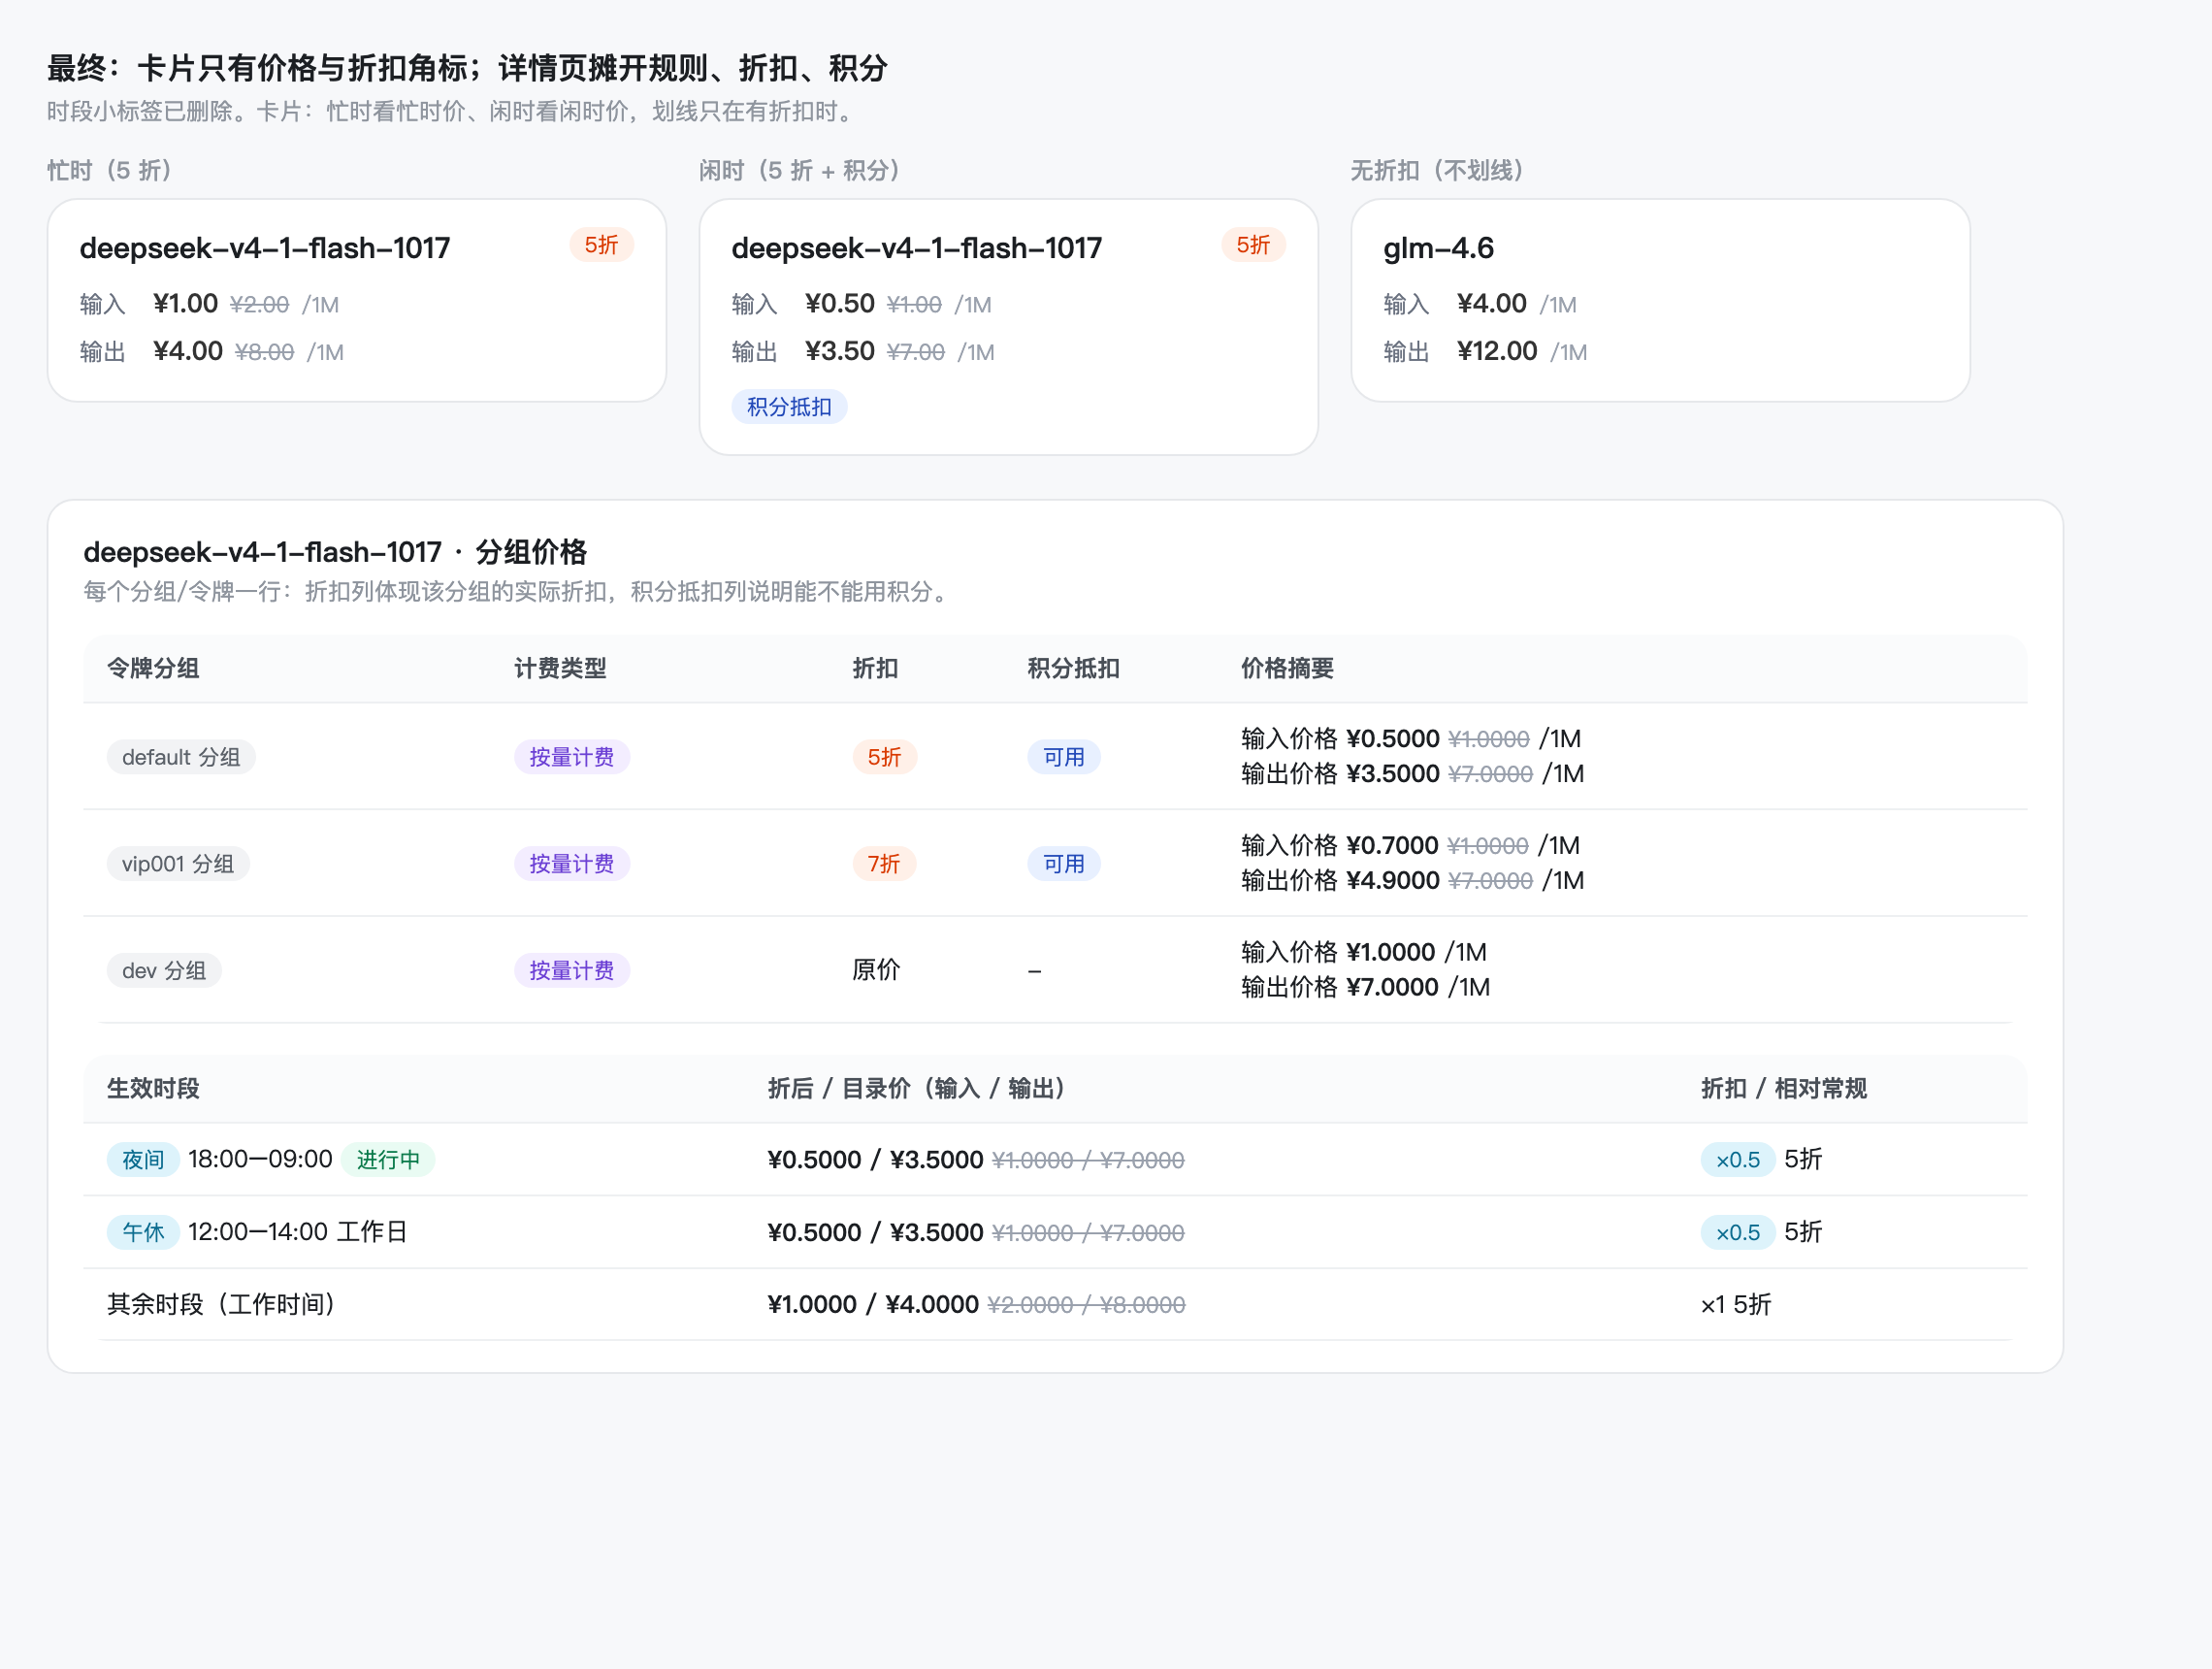 最终：卡片只有价格与折扣角标；详情页摊开规则、折扣、积分
时段小标签已删除。卡片：忙时看忙时价、闲时看闲时价，划线只在有折扣时。
忙时（5 折）
deepseek-v4-1-flash-1017 5折
输入 ¥1.00 ¥2.00 /1M
输出 ¥4.00 ¥8.00 /1M
闲时（5 折 + 积分）
deepseek-v4-1-flash-1017 5折
输入 ¥0.50 ¥1.00 /1M
输出 ¥3.50 ¥7.00 /1M
积分抵扣
无折扣（不划线）
glm-4.6
输入 ¥4.00 /1M
输出 ¥12.00 /1M
deepseek-v4-1-flash-1017 · 分组价格
每个分组/令牌一行：折扣列体现该分组的实际折扣，积分抵扣列说明能不能用积分。
令牌分组 计费类型 折扣 积分抵扣 价格摘要
default 分组 按量计费 5折 可用 输入价格 ¥0.5000 ¥1.0000 /1M
输出价格 ¥3.5000 ¥7.0000 /1M
vip001 分组 按量计费 7折 可用 输入价格 ¥0.7000 ¥1.0000 /1M
输出价格 ¥4.9000 ¥7.0000 /1M
dev 分组 按量计费 原价 – 输入价格 ¥1.0000 /1M
输出价格 ¥7.0000 /1M
生效时段 折后 / 目录价（输入 / 输出） 折扣 / 相对常规
夜间 18:00—09:00 进行中 ¥0.5000 / ¥3.5000 ¥1.0000 / ¥7.0000 ×0.5 5折
午休 12:00—14:00 工作日 ¥0.5000 / ¥3.5000 ¥1.0000 / ¥7.0000 ×0.5 5折
其余时段（工作时间） ¥1.0000 / ¥4.0000 ¥2.0000 / ¥8.0000 ×1 5折